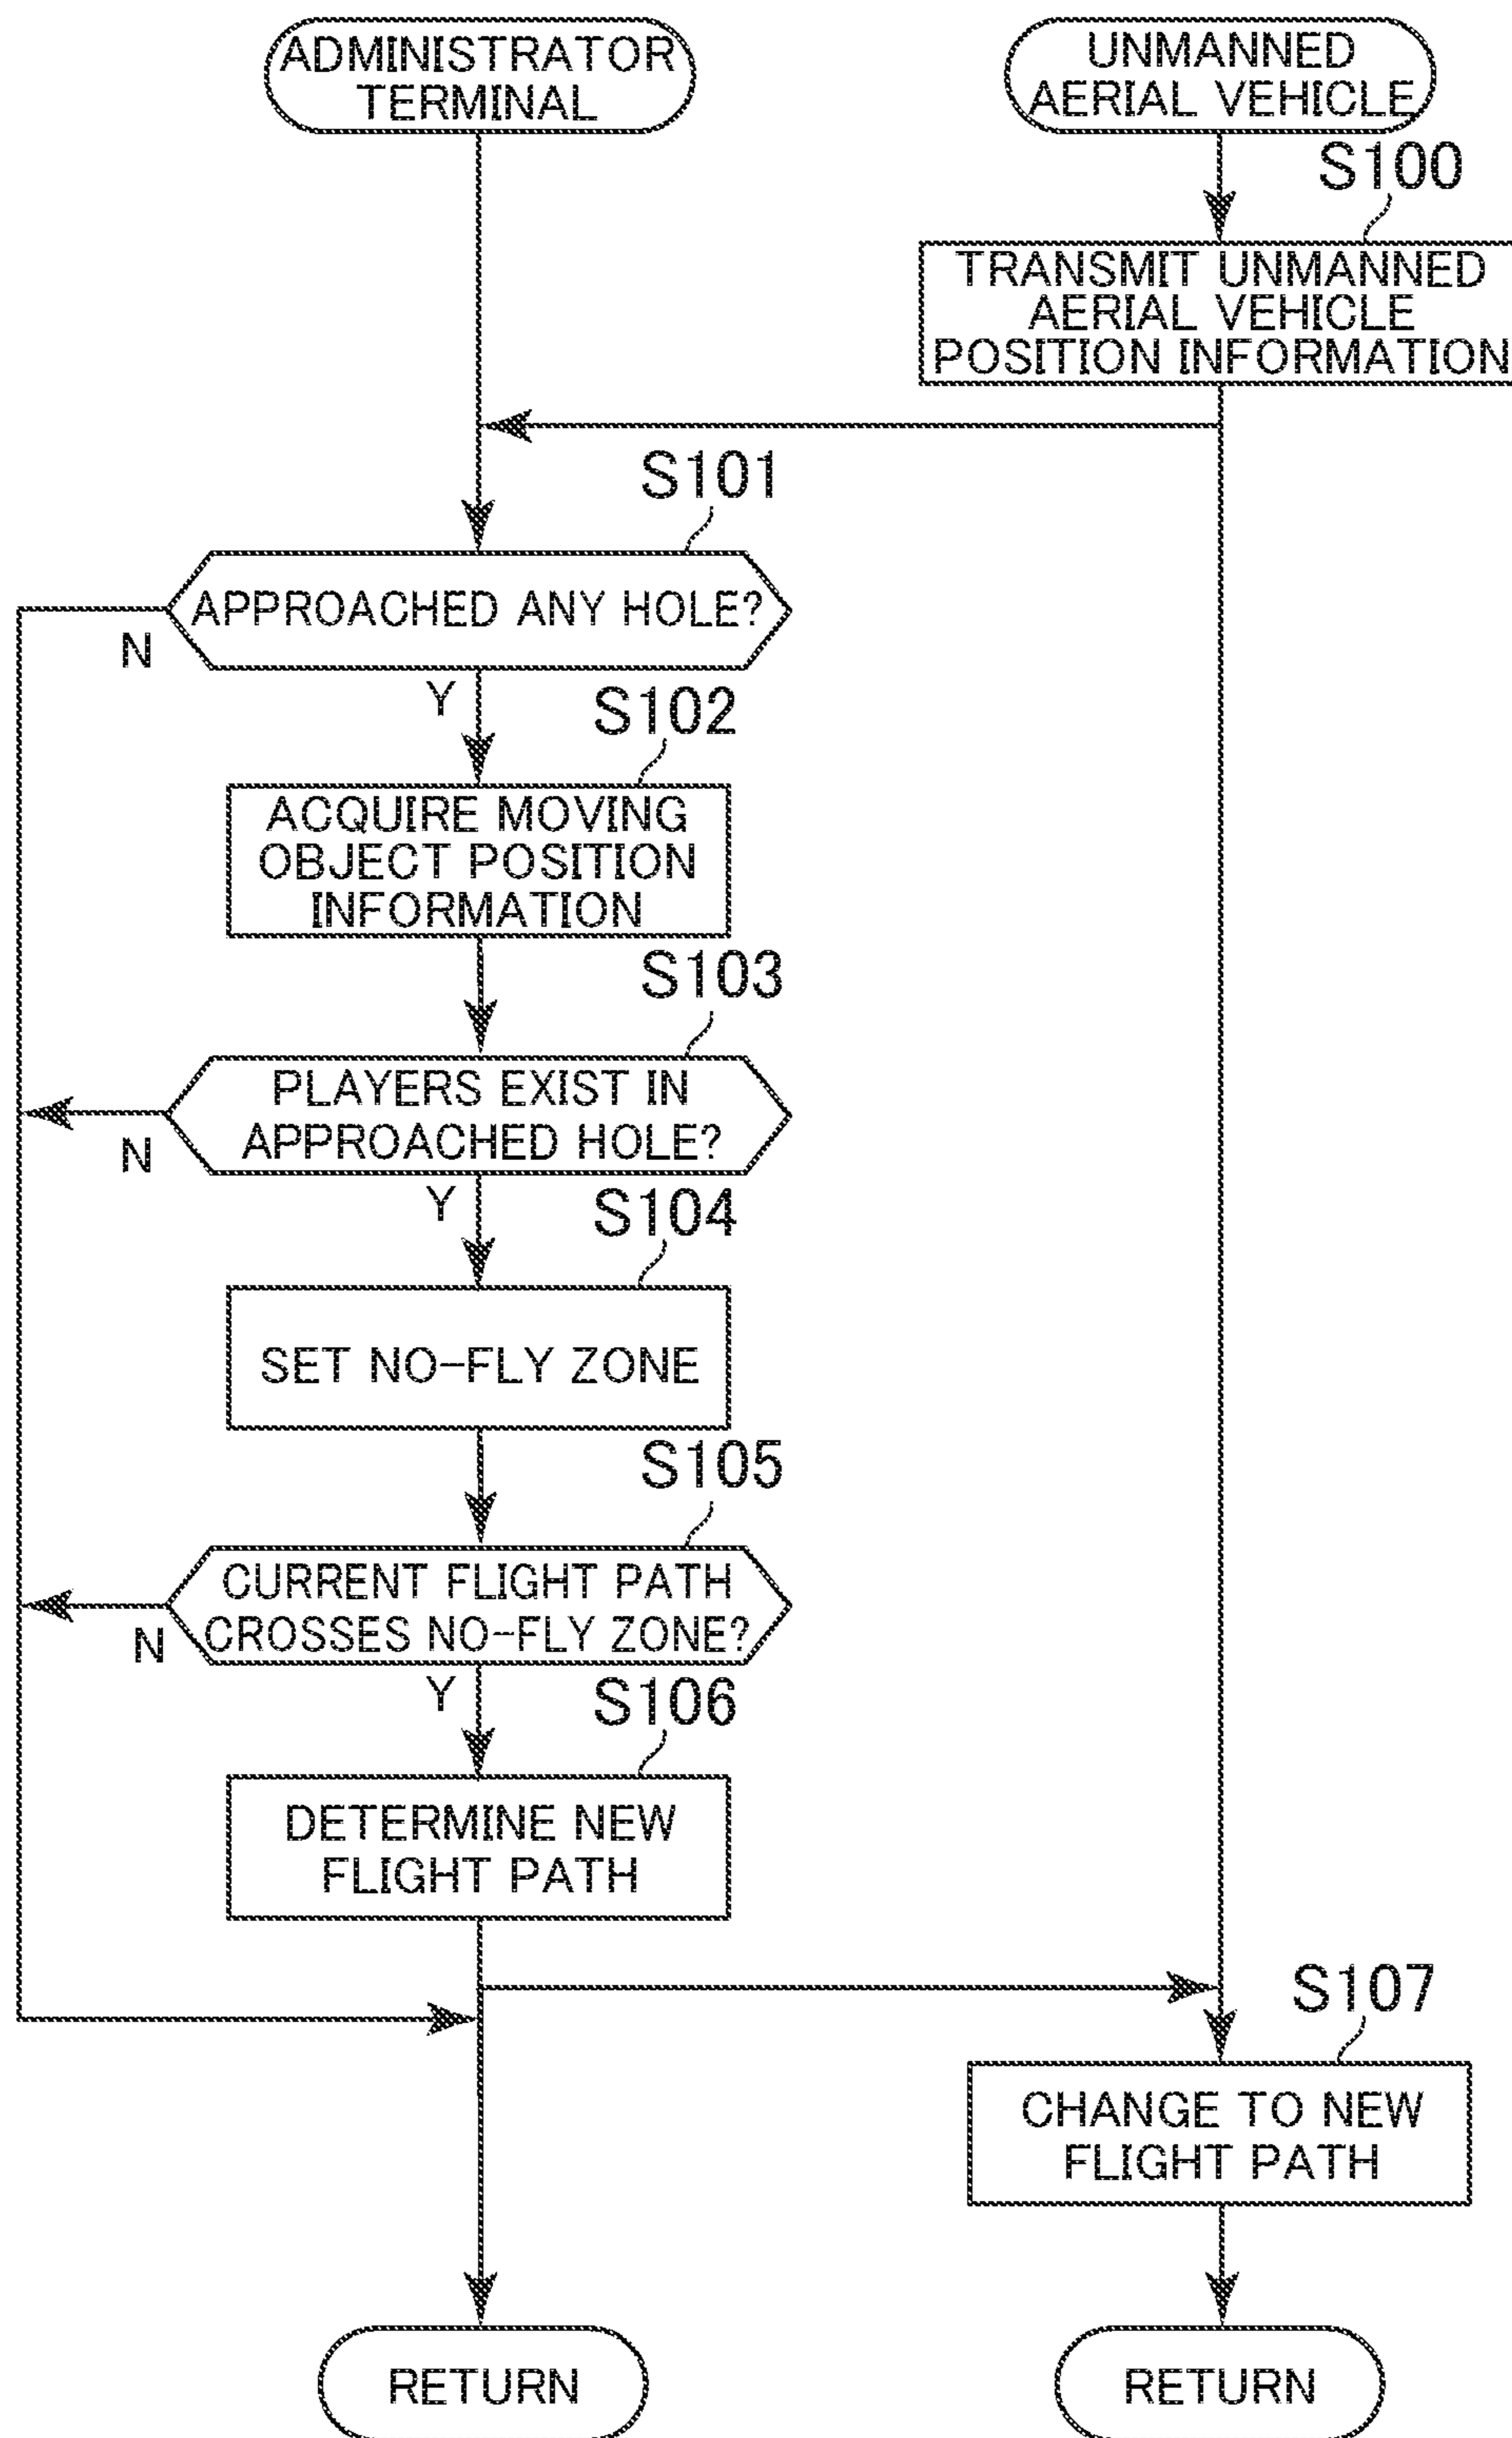 ADMINISTRATOR
TERMINAL
UNMANNED
AERIAL VEHICLE
S100
TRANSMIT UNMANNED
AERIAL VEHICLE
POSITION INFORMATION
S101
APPROACHED ANY HOLE?
N
Y
S102
ACQUIRE MOVING
OBJECT POSITION
INFORMATION
S103
PLAYERS EXIST IN
APPROACHED HOLE?
N
Y
S104
SET NO-FLY ZONE
S105
CURRENT FLIGHT PATH
CROSSES NO-FLY ZONE?
N
Y
S106
DETERMINE NEW
FLIGHT PATH
S107
CHANGE TO NEW
FLIGHT PATH
RETURN
RETURN